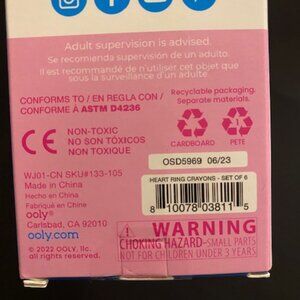 Adult supervision is advised.
Se recomienda supervisión de un adulto.
Il est recommandé de n'utiliser cet objet que
sous la surveillance d'un adulte.
CONFORMS TO / EN REGLA CON /
CONFORME À ASTM D4236
Recyclable packaging.
Separate materials.
CE
NON-TOXIC
NO SON TÓXICOS
NON TOXIQUE
CARDBOARD
PETE
OSD5969 06/23
WJ01-CN SKU#133-105
Made in China
Hecho en China
Fabriqué en Chine
ooly®
Carlsbad, CA 92010
ooly.com
© 2022 OOLY, llc.
all rights reserved.
HEART RING CRAYONS - SET OF 6
8 10078 03811 5
WARNING
CHOKING HAZARD-SMALL PARTS
NOT FOR CHILDREN UNDER 3 YEARS